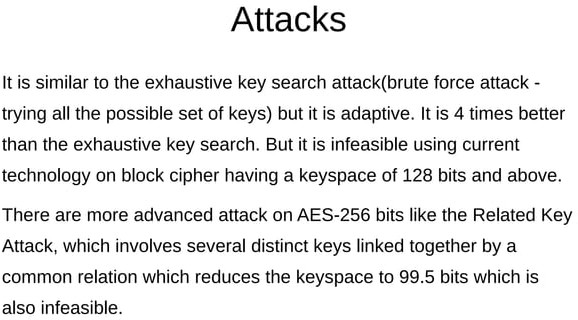 Attacks
It is similar to the exhaustive key search attack(brute force attack -
trying all the possible set of keys) but it is adaptive. It is 4 times better
than the exhaustive key search. But it is infeasible using current
technology on block cipher having a keyspace of 128 bits and above.
There are more advanced attack on AES-256 bits like the Related Key
Attack, which involves several distinct keys linked together by a
common relation which reduces the keyspace to 99.5 bits which is
also infeasible.